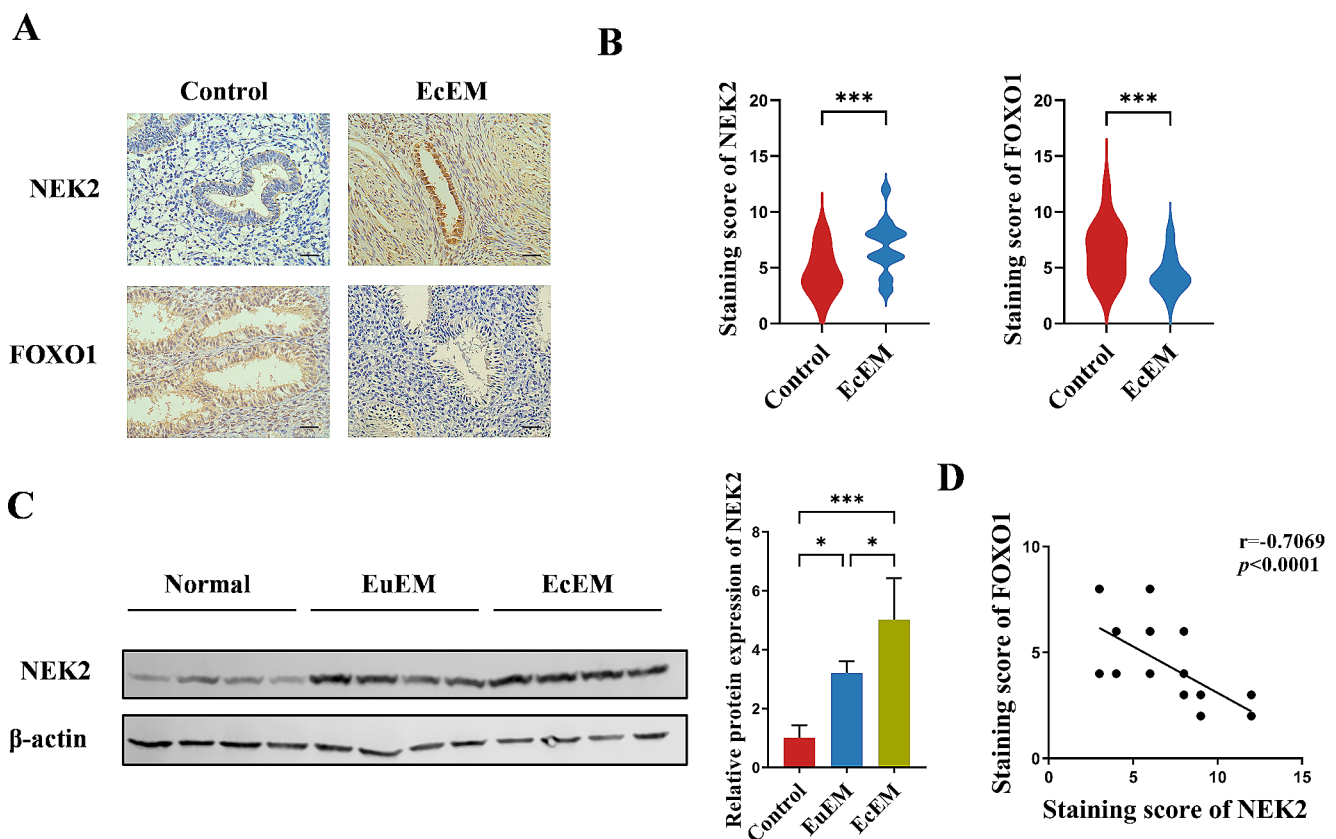 A
Control
EcEM
NEK2
FOXO1
B
Staining score of NEK2
20
15
10
5
0
***
Control
EcEM
Staining score of FOXO1
20
15
10
5
0
***
Control
EcEM
C
Normal
EuEM
EcEM
NEK2
β-actin
Relative protein expression of NEK2
8
6
4
2
0
***
*
*
Control
EuEM
EcEM
D
Staining score of FOXO1
10
5
0
r=-0.7069
p<0.0001
0
5
10
15
Staining score of NEK2